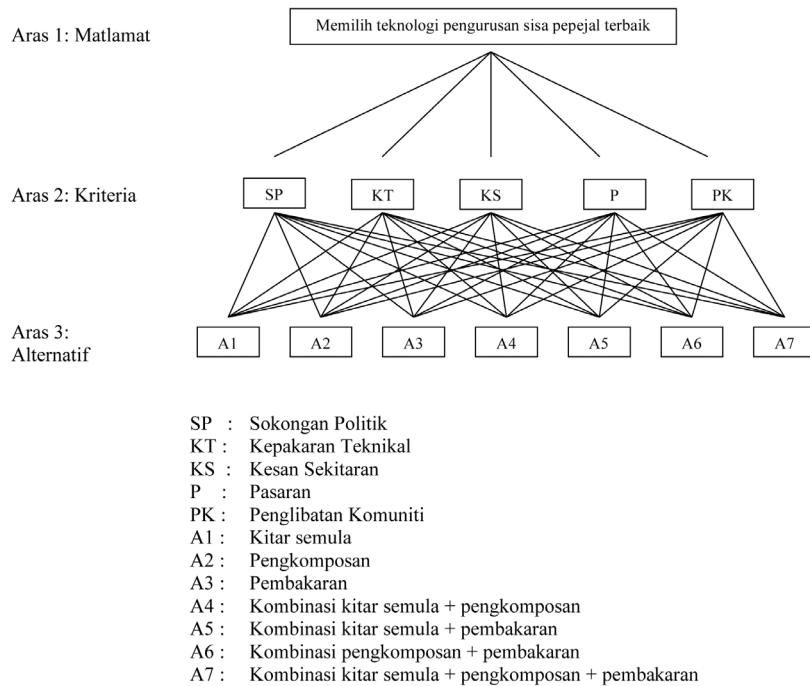 Aras 1: Matlamat
Memilih teknologi pengurusan sisa pepejal terbaik
Aras 2: Kriteria
SP KT KS P PK
Aras 3:
Alternatif
A1 A2 A3 A4 A5 A6 A7
SP : Sokongan Politik
KT : Kepakaran Teknikal
KS : Kesan Sekitaran
P : Pasaran
PK : Penglibatan Komuniti
A1 : Kitar semula
A2 : Pengkomposan
A3 : Pembakaran
A4 : Kombinasi kitar semula + pengkomposan
A5 : Kombinasi kitar semula + pembakaran
A6 : Kombinasi pengkomposan + pembakaran
A7 : Kombinasi kitar semula + pengkomposan + pembakaran